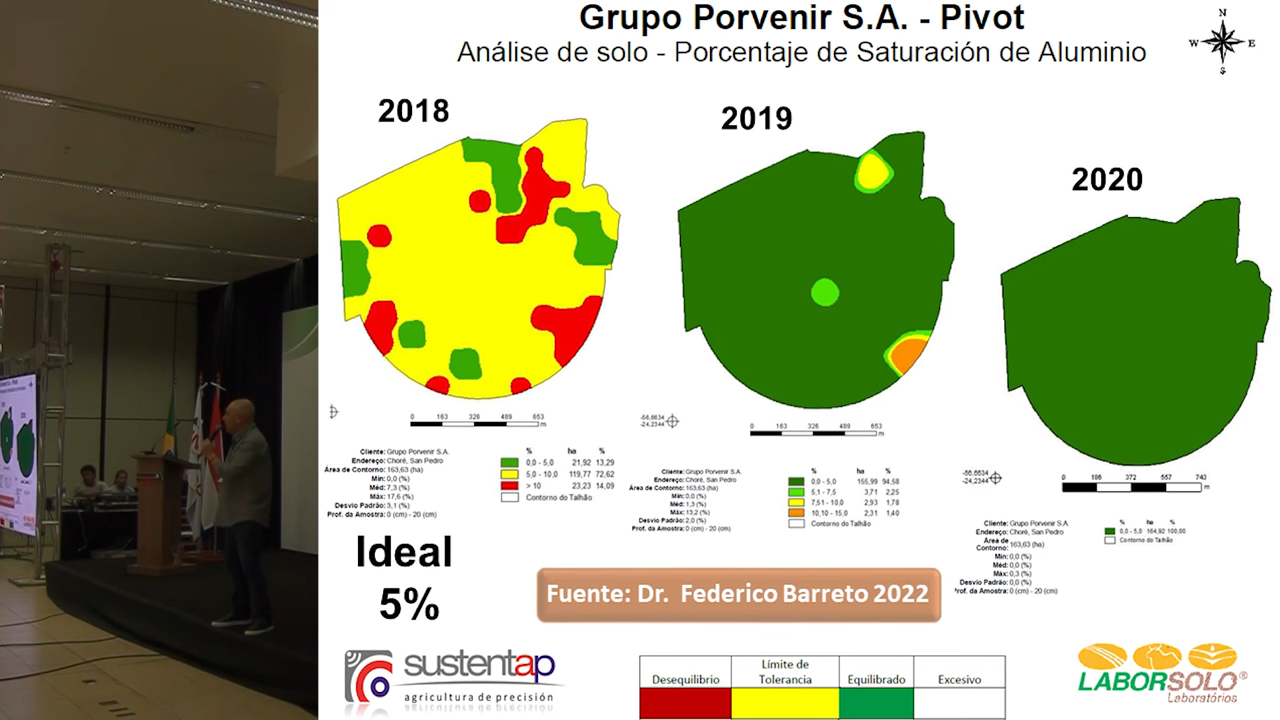 Grupo Porvenir S.A. - Pivot
Análise de solo - Porcentaje de Saturación de Aluminio
N
W E
S
2018
2019
2020
0 163 326 489 653
m
Cliente: Grupo Porvenir S.A.
Endereço: Choré, San Pedro
Área de Contorno: 163,63 (ha)
Mín: 0,0 (%)
Méd: 7,3 (%)
Máx: 17,6 (%)
Desvio Padrão: 3,1 (%)
Prof. da Amostra: 0 (cm) - 20 (cm)
% ha %
0,0 - 5,0 21,92 13,29
5,0 - 10,0 119,77 72,62
> 10 23,23 14,09
Contorno do Talhão
-56,6634
-24,2344
0 163 326 489 653
m
Cliente: Grupo Porvenir S.A.
Endereço: Choré, San Pedro
Área de Contorno: 163,63 (ha)
Mín: 0,0 (%)
Méd: 1,3 (%)
Máx: 13,2 (%)
Desvio Padrão: 2,0 (%)
Prof. da Amostra: 0 (cm) - 20 (cm)
% ha %
0,0 - 5,0 155,99 94,58
5,1 - 7,5 3,71 2,25
7,51 - 10,0 2,93 1,78
10,10 - 15,0 2,31 1,40
Contorno do Talhão
-56,6634
-24,2344
0 186 372 557 743
m
Cliente: Grupo Porvenir S.A.
Endereço: Choré, San Pedro
Área de
Contorno: 163,63 (ha)
Mín: 0,0 (%)
Méd: 0,0 (%)
Máx: 0,3 (%)
Desvio Padrão: 0,0 (%)
Prof. da Amostra: 0 (cm) - 20 (cm)
% ha %
0,0 - 5,0 164,92 100,00
Contorno do Talhão
Ideal
5%
Fuente: Dr. Federico Barreto 2022
sustentap
agricultura de precisión
Desequilibrio
Límite de
Tolerancia
Equilibrado
Excesivo
LABORSOLO®
Laboratórios